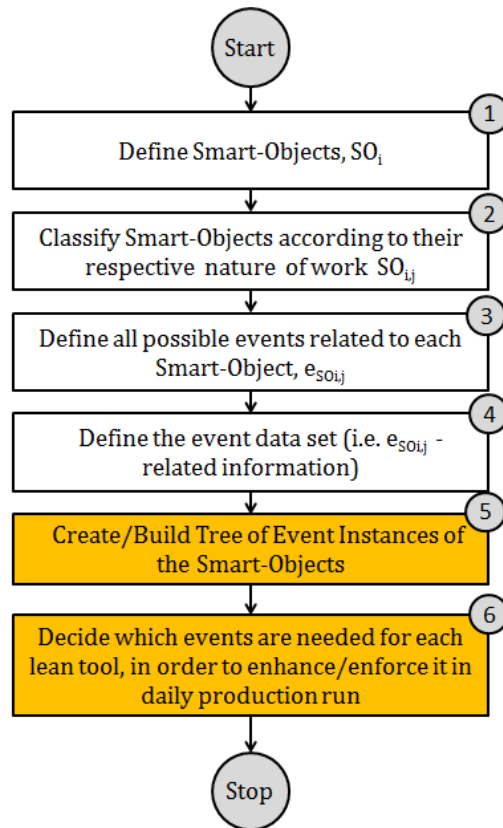 Start
1
Define Smart-Objects, SOi
2
Classify Smart-Objects according to their
respective nature of work SOi,j
3
Define all possible events related to each
Smart-Object, eSOi,j
4
Define the event data set (i.e. eSOi,j -
related information)
5
Create/Build Tree of Event Instances of
the Smart-Objects
6
Decide which events are needed for each
lean tool, in order to enhance/enforce it in
daily production run
Stop